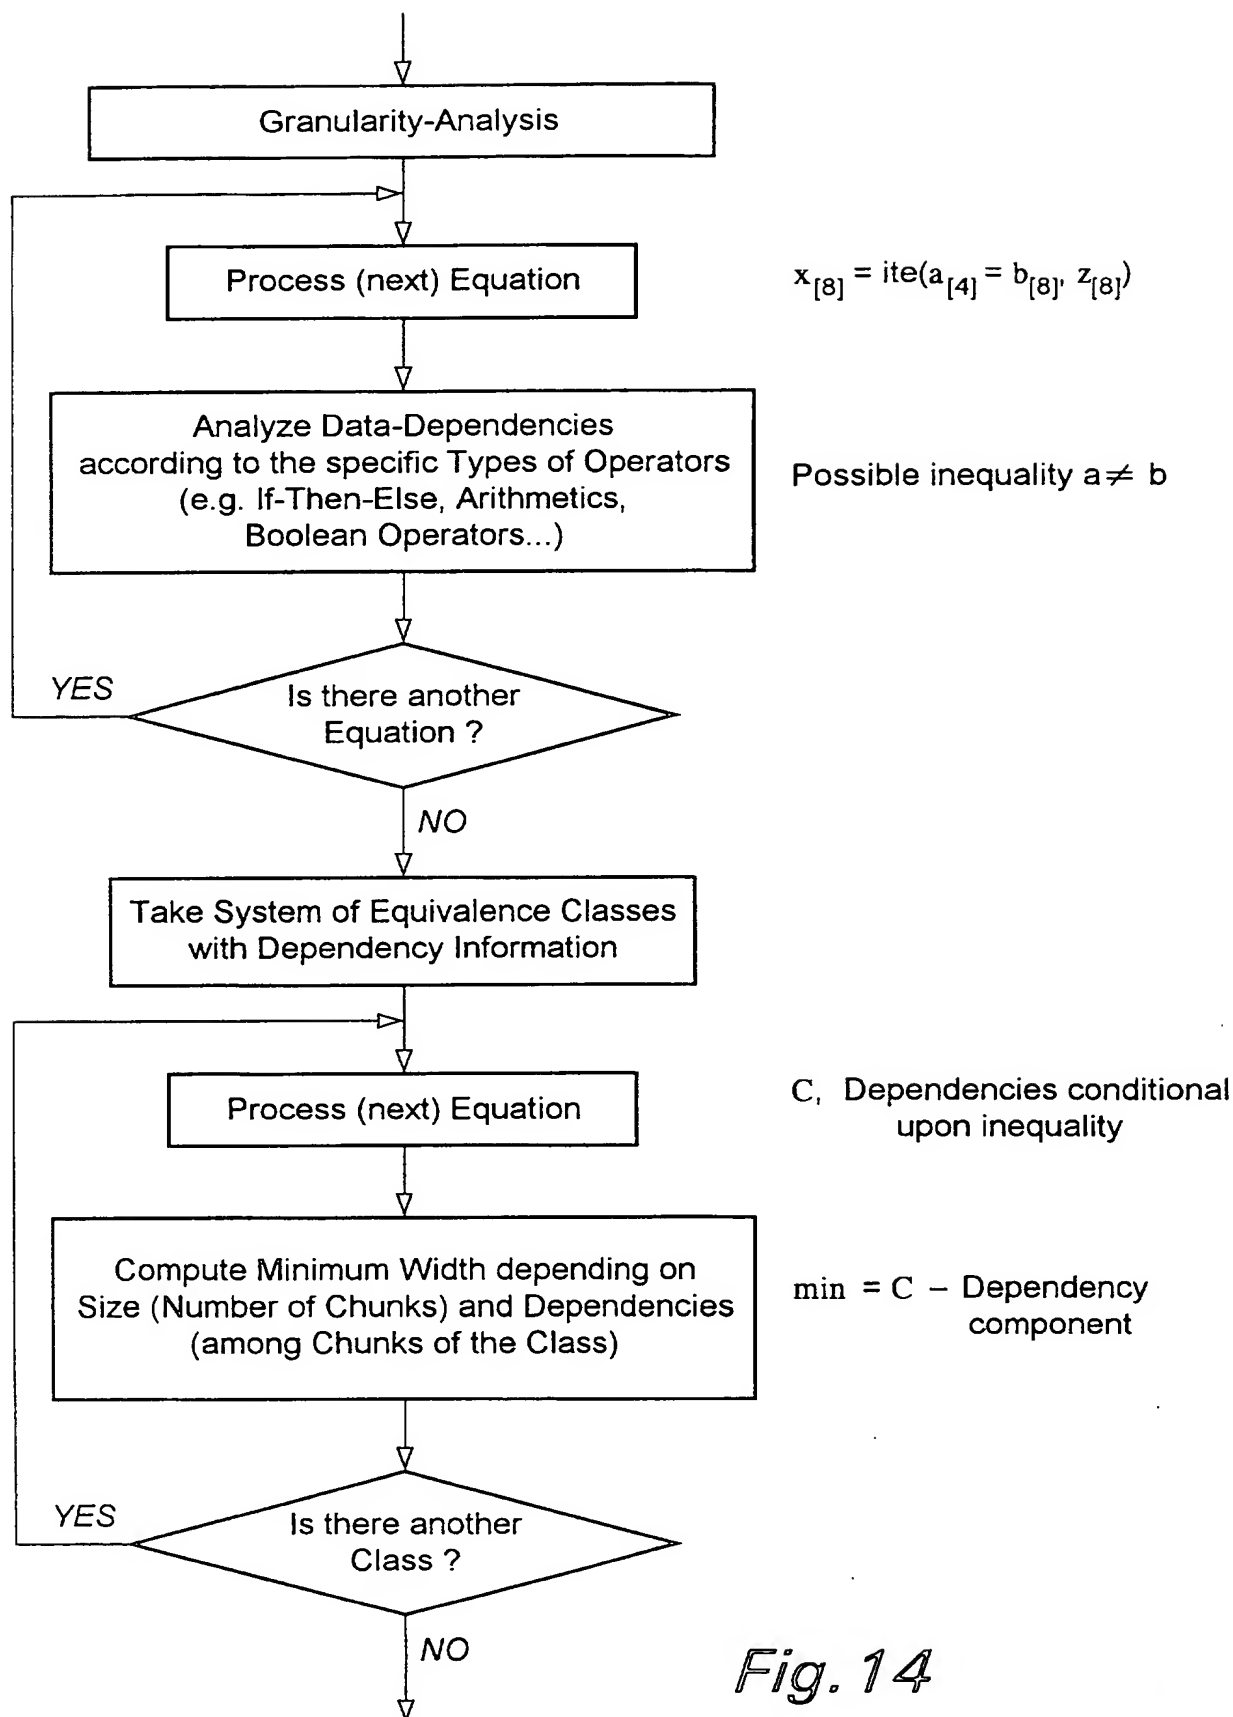 Granularity-Analysis
Process (next) Equation
x[8] = ite(a[4] = b[8], z[8])
Analyze Data-Dependencies
according to the specific Types of Operators
(e.g. If-Then-Else, Arithmetics,
Boolean Operators...)
Possible inequality a ≠ b
YES
Is there another
Equation ?
NO
Take System of Equivalence Classes
with Dependency Information
Process (next) Equation
C, Dependencies conditional
upon inequality
Compute Minimum Width depending on
Size (Number of Chunks) and Dependencies
(among Chunks of the Class)
min = C – Dependency
component
YES
Is there another
Class ?
NO
Fig. 14